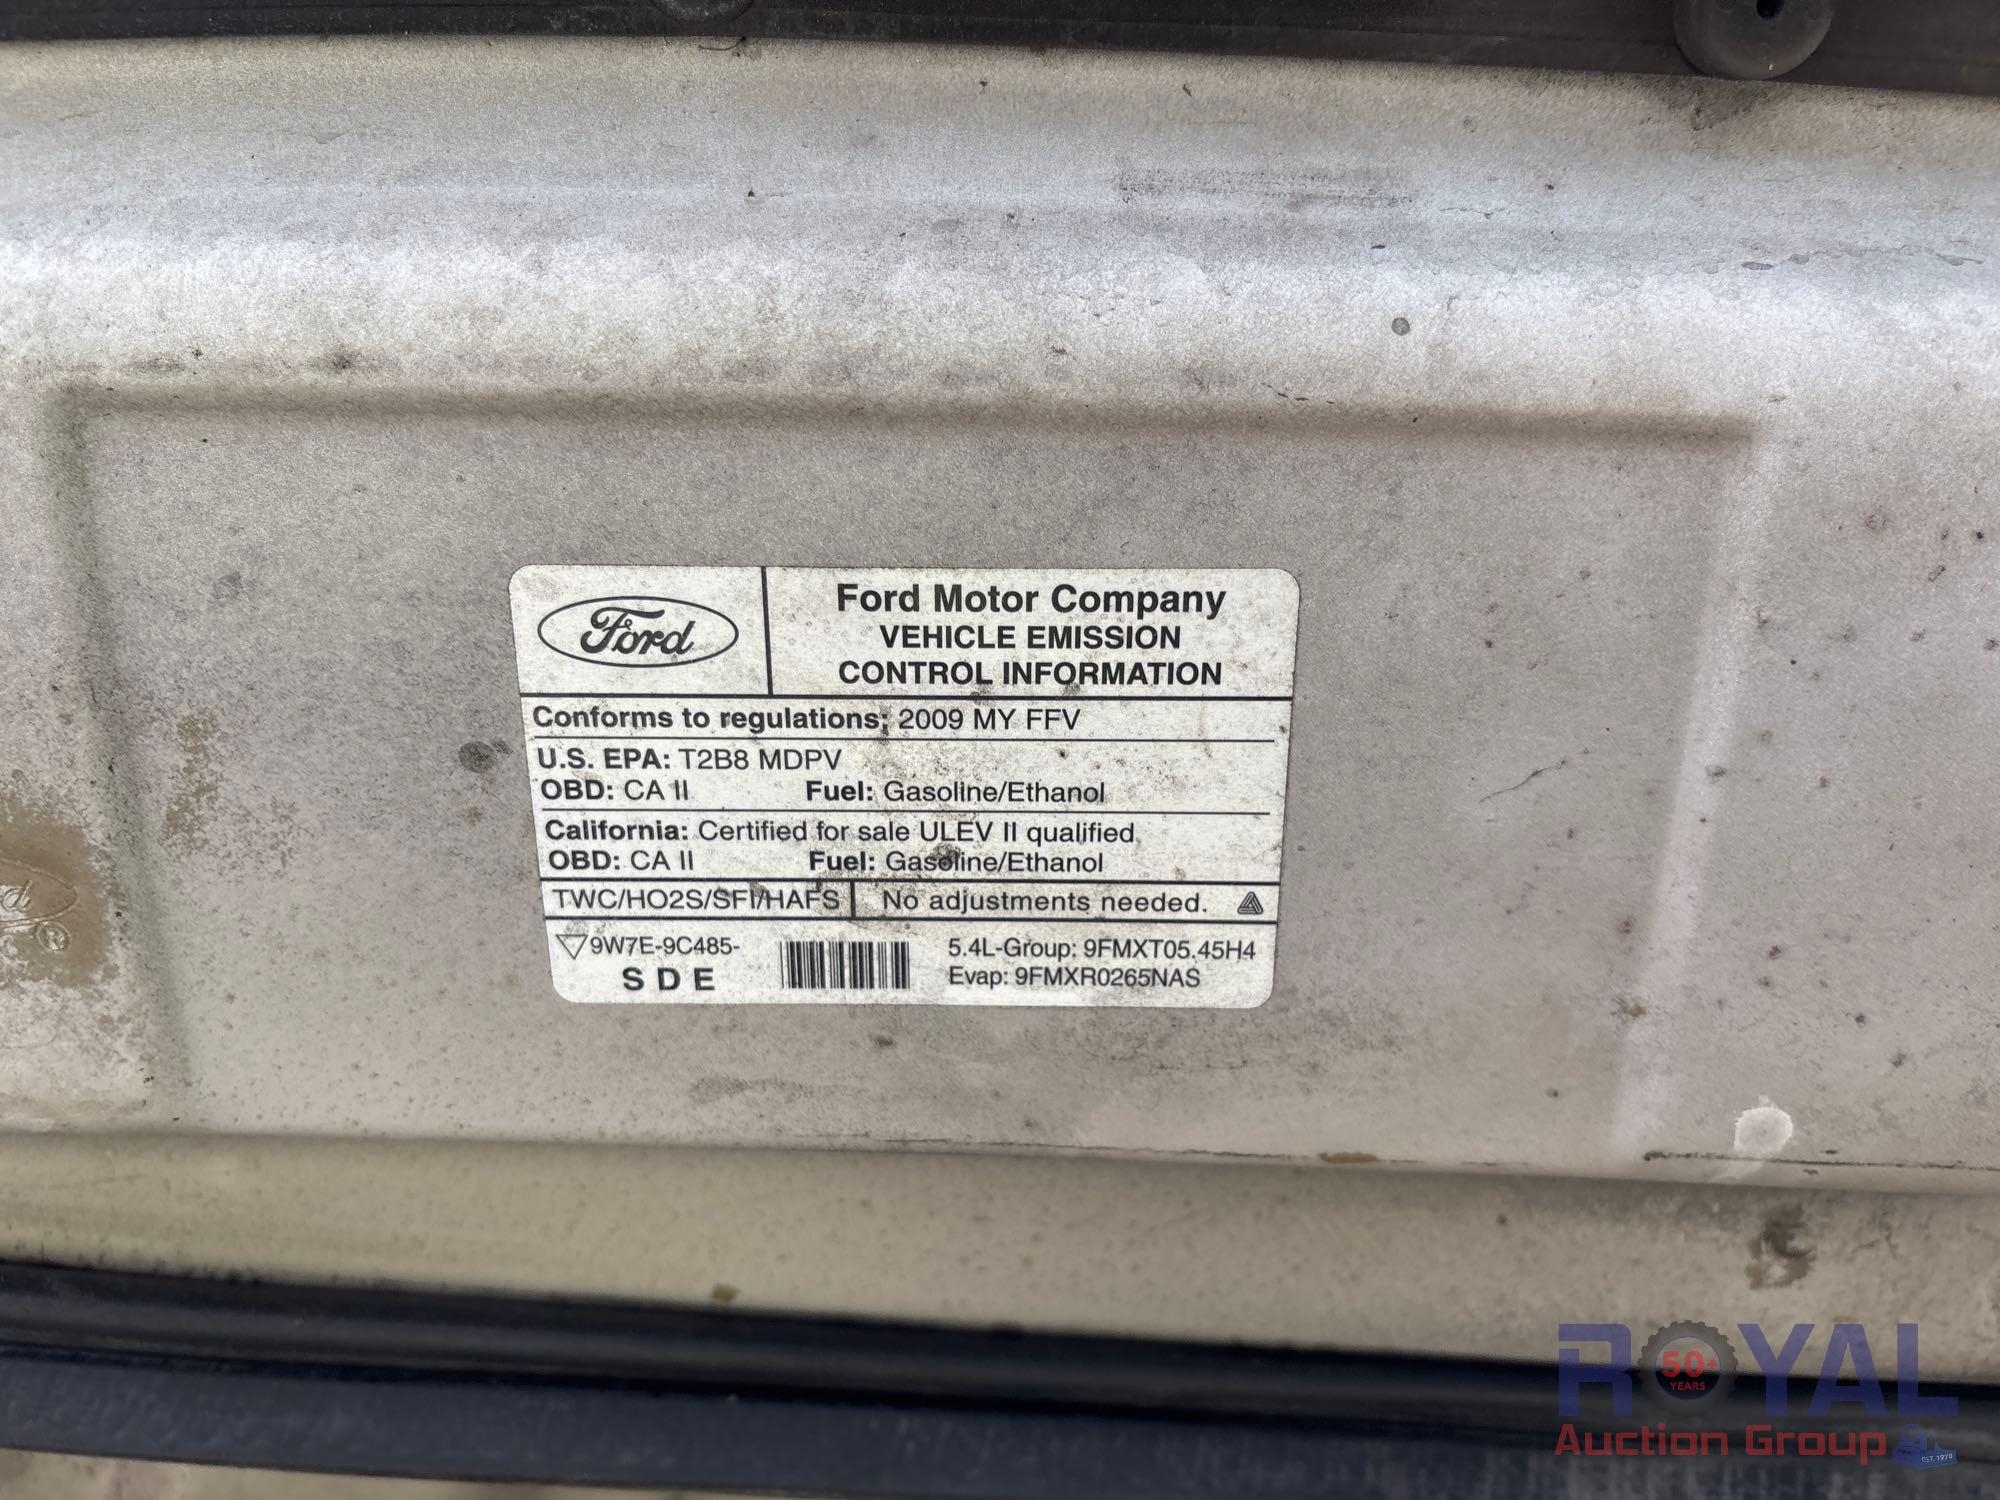 Ford
Ford Motor Company
VEHICLE EMISSION
CONTROL INFORMATION
Conforms to regulations: 2009 MY FFV
U.S. EPA: T2B8 MDPV
OBD: CA II Fuel: Gasoline/Ethanol
California: Certified for sale ULEV II qualified.
OBD: CA II Fuel: Gasoline/Ethanol
TWC/HO2S/SFI/HAFS No adjustments needed.
9W7E-9C485-
S D E
5.4L-Group: 9FMXT05.45H4
Evap: 9FMXR0265NAS
ROYAL
50+
YEARS
Auction Group
EST. 1970